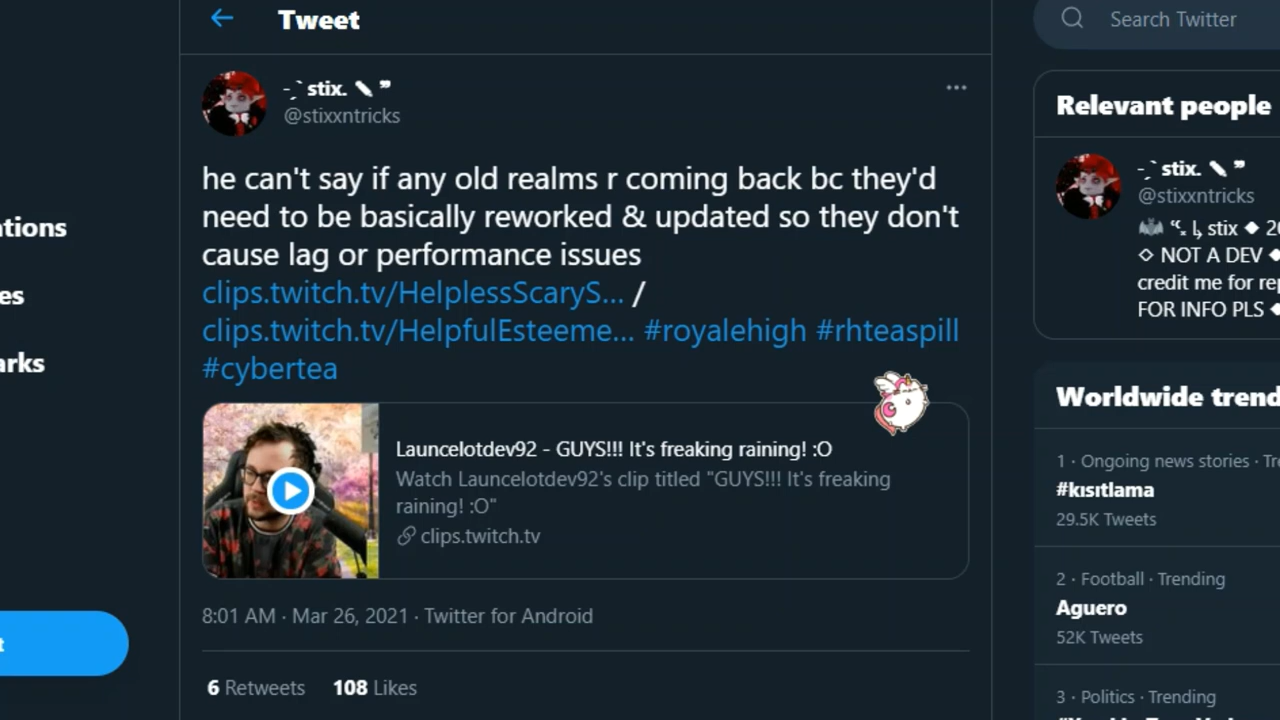 Tweet
Search Twitter
stix.
@stixxntricks
Relevant people
he can't say if any old realms r coming back bc they'd
need to be basically reworked & updated so they don't
cause lag or performance issues
clips.twitch.tv/HelplessScaryS... /
clips.twitch.tv/HelpfulEsteeme... #royalehigh #rhteaspill
#cybertea
stix.
@stixxntricks
stix ◆ 20
◇ NOT A DEV ◆
credit me for rep
FOR INFO PLS ◆
ations
es
arks
t
Launcelotdev92 - GUYS!!! It's freaking raining! :O
Watch Launcelotdev92's clip titled "GUYS!!! It's freaking
raining! :O"
clips.twitch.tv
8:01 AM · Mar 26, 2021 · Twitter for Android
6 Retweets 108 Likes
Worldwide trend
1 · Ongoing news stories · Tre
#kısıtlama
29.5K Tweets
2 · Football · Trending
Aguero
52K Tweets
3 · Politics · Trending